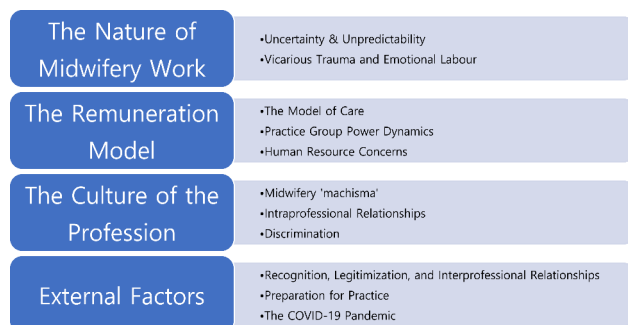 The Nature of
Midwifery Work
•Uncertainty & Unpredictability
•Vicarious Trauma and Emotional Labour
The Remuneration
Model
•The Model of Care
•Practice Group Power Dynamics
•Human Resource Concerns
The Culture of the
Profession
•Midwifery 'machisma'
•Intraprofessional Relationships
•Discrimination
External Factors
•Recognition, Legitimization, and Interprofessional Relationships
•Preparation for Practice
•The COVID-19 Pandemic